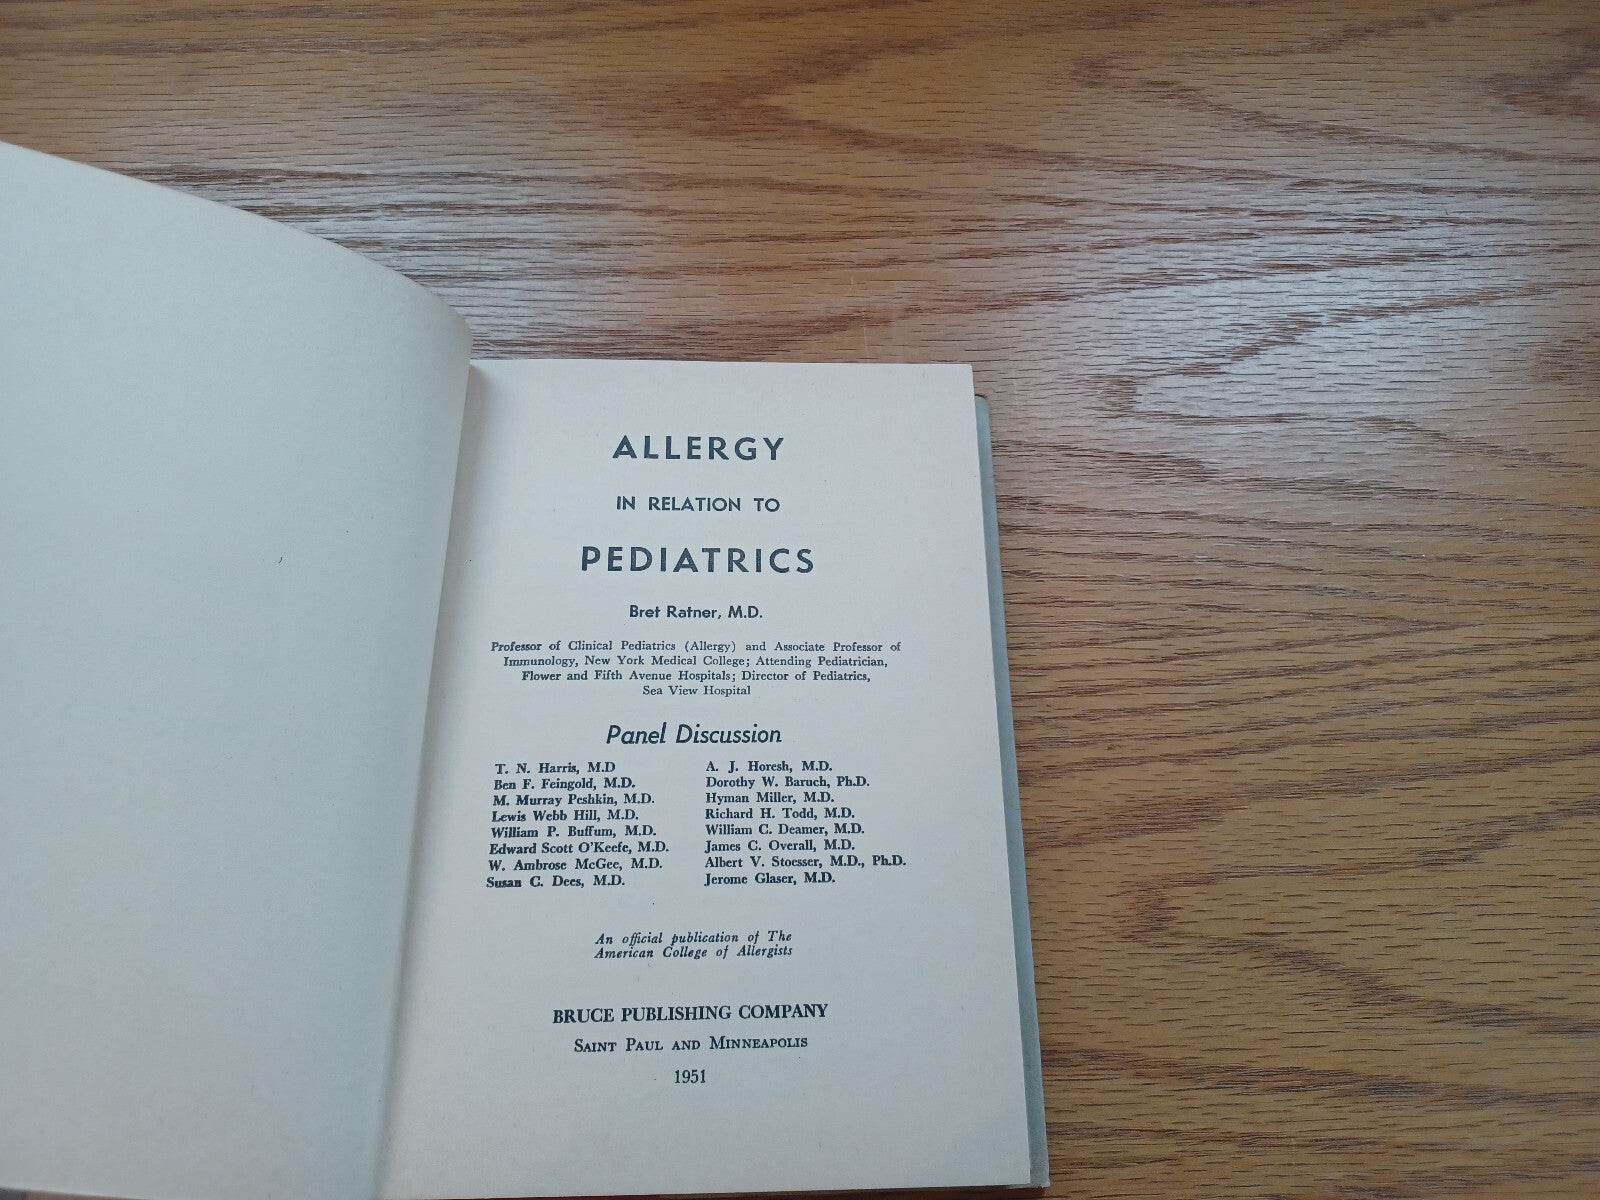 ALLERGY
IN RELATION TO
PEDIATRICS
Bret Ratner, M.D.
Professor of Clinical Pediatrics (Allergy) and Associate Professor of
Immunology, New York Medical College; Attending Pediatrician,
Flower and Fifth Avenue Hospitals; Director of Pediatrics,
Sea View Hospital
Panel Discussion
T. N. Harris, M.D
Ben F. Feingold, M.D.
M. Murray Peshkin, M.D.
Lewis Webb Hill, M.D.
William P. Buffum, M.D.
Edward Scott O'Keefe, M.D.
W. Ambrose McGee, M.D.
Susan C. Dees, M.D.
A. J. Horesh, M.D.
Dorothy W. Baruch, Ph.D.
Hyman Miller, M.D.
Richard H. Todd, M.D.
William C. Deamer, M.D.
James C. Overall, M.D.
Albert V. Stoesser, M.D., Ph.D.
Jerome Glaser, M.D.
An official publication of The
American College of Allergists
BRUCE PUBLISHING COMPANY
SAINT PAUL AND MINNEAPOLIS
1951